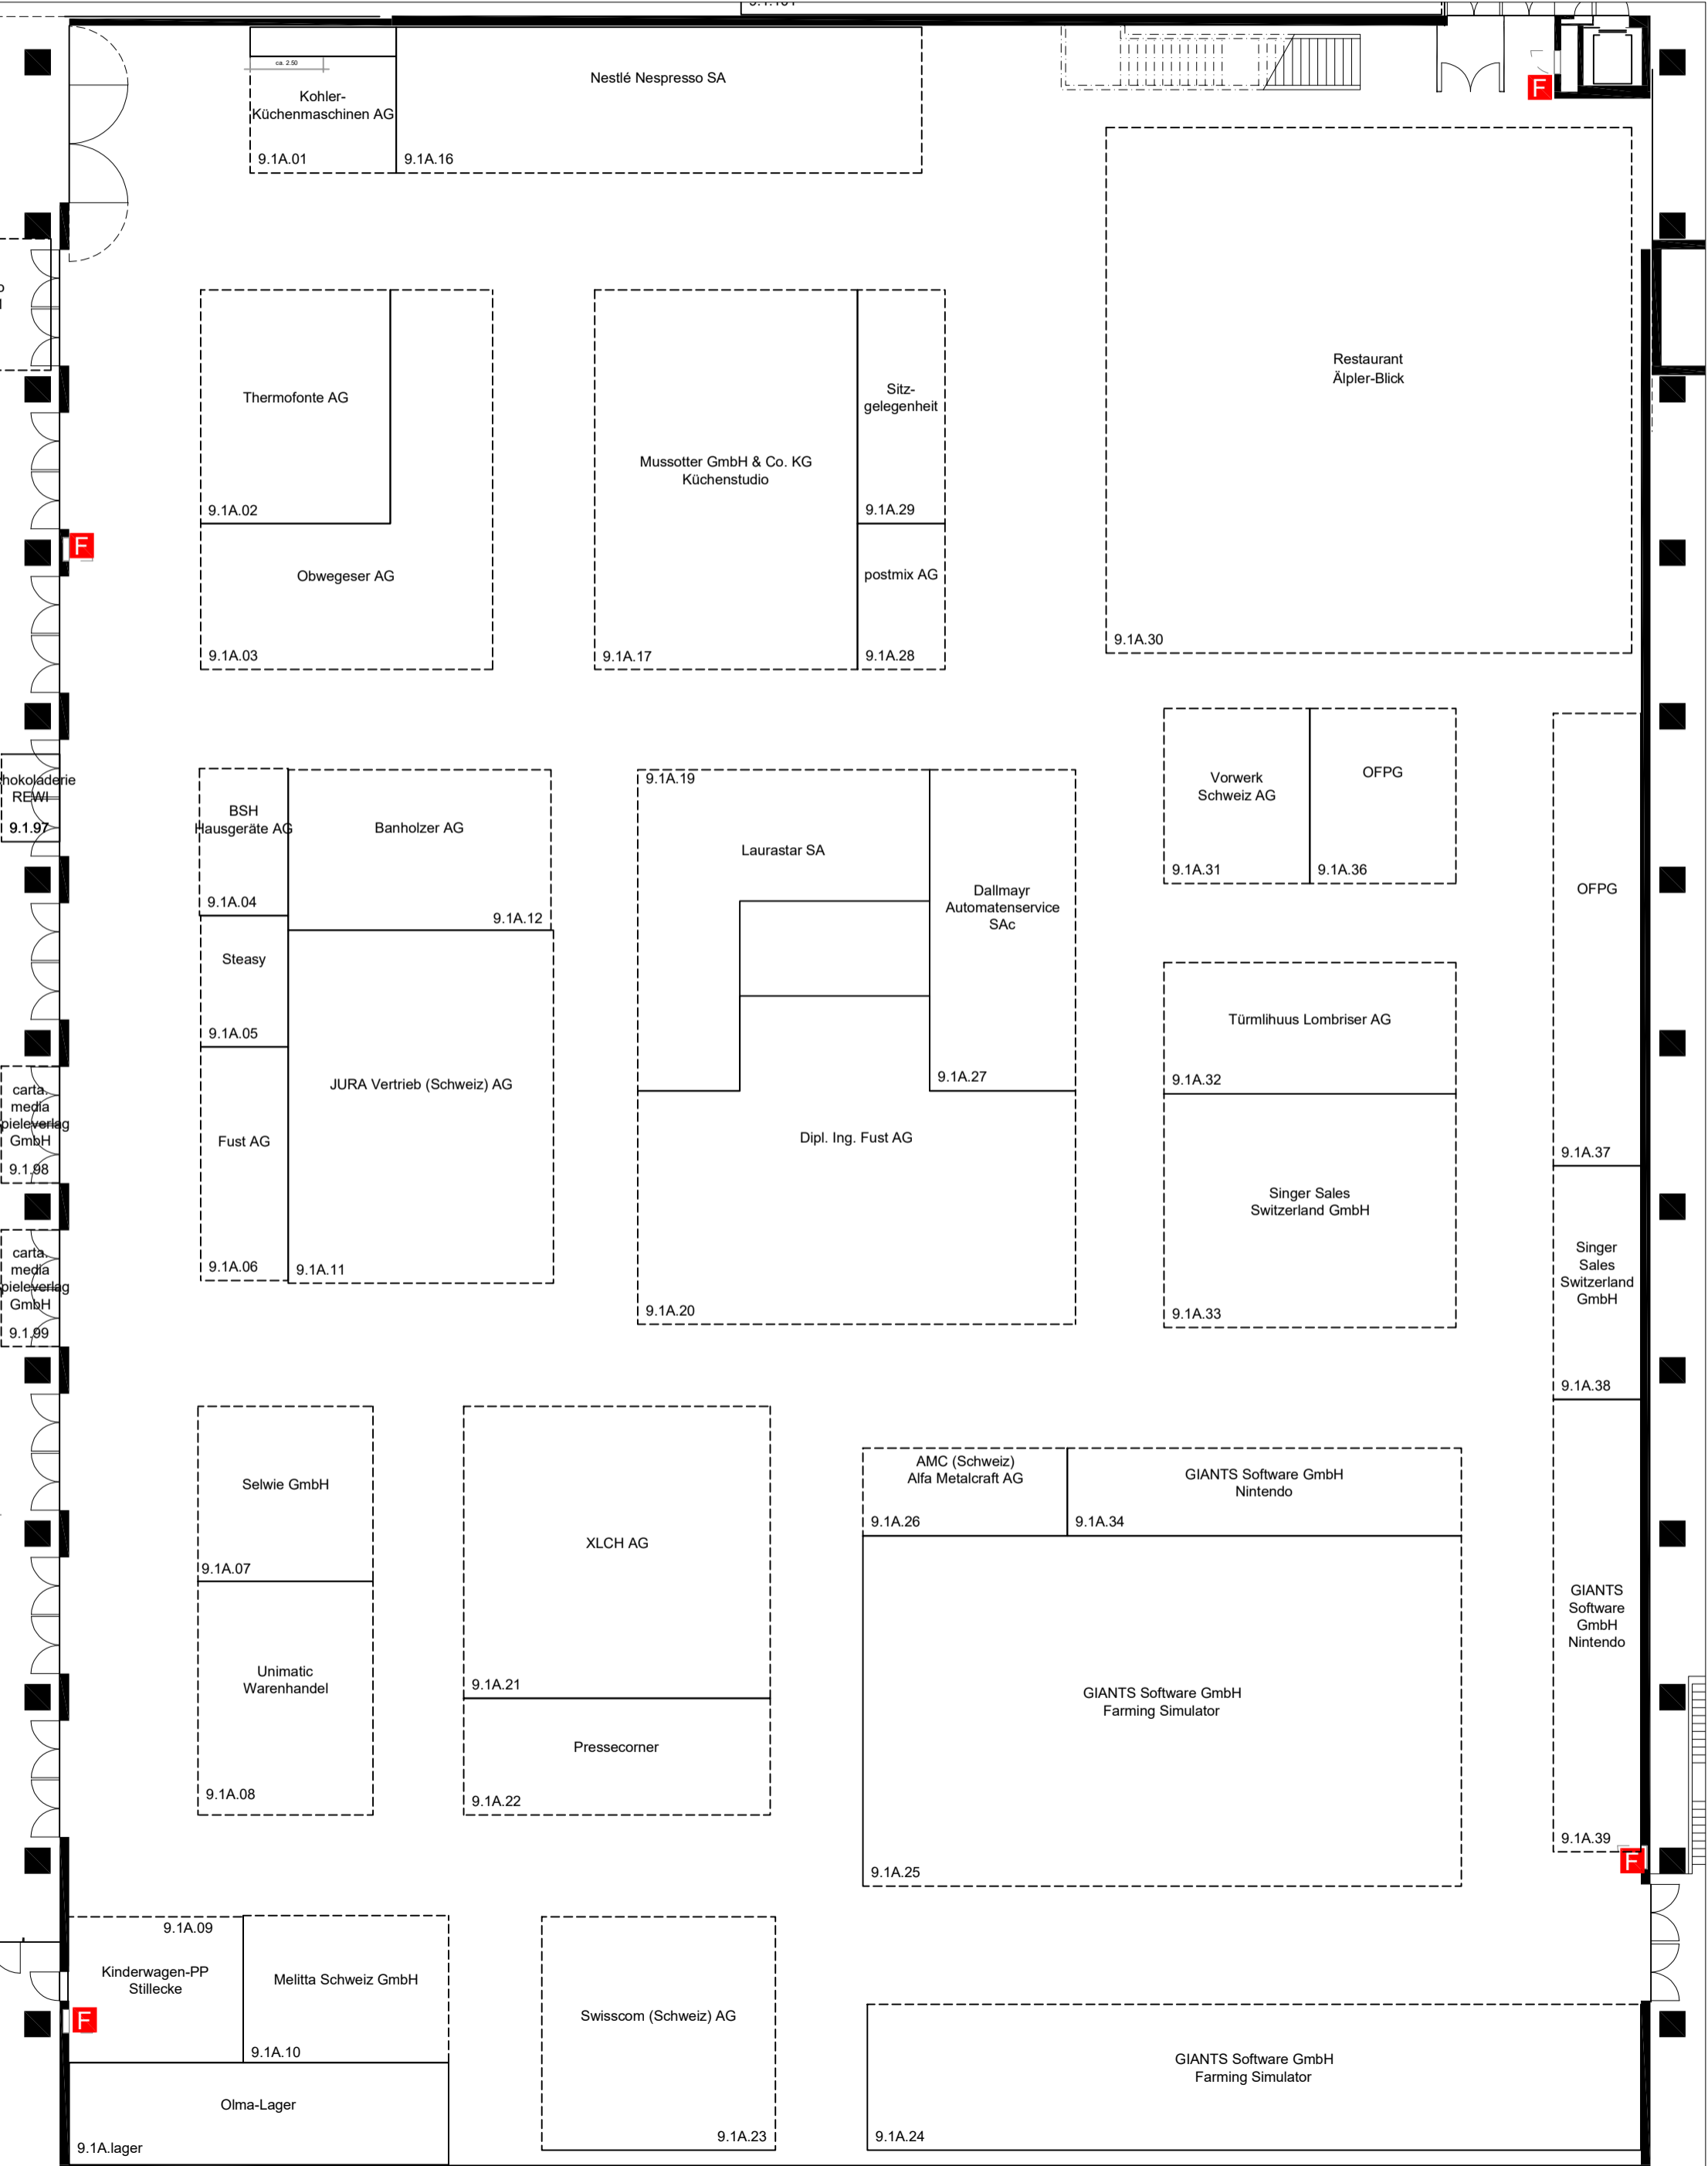 ca. 2.50
Kohler-
Küchenmaschinen AG
9.1A.01
Nestlé Nespresso SA
9.1A.16
F
Restaurant
Älpler-Blick
9.1A.30
Thermofonte AG
9.1A.02
Obwegeser AG
9.1A.03
Mussotter GmbH & Co. KG
Küchenstudio
9.1A.17
Sitz-
gelegenheit
9.1A.29
postmix AG
9.1A.28
F
hokoladerie
REWI
9.1.97
BSH
Hausgeräte AG
9.1A.04
Banholzer AG
9.1A.12
Steasy
9.1A.05
Fust AG
9.1A.06
JURA Vertrieb (Schweiz) AG
9.1A.11
9.1A.19
Laurastar SA
Dallmayr
Automatenservice
SAc
9.1A.27
Dipl. Ing. Fust AG
9.1A.20
Vorwerk
Schweiz AG
9.1A.31
OFPG
9.1A.36
OFPG
9.1A.37
Türmlihuus Lombriser AG
9.1A.32
Singer Sales
Switzerland GmbH
9.1A.33
Singer
Sales
Switzerland
GmbH
9.1A.38
carta.
media
pieleverlag
GmbH
9.1.98
carta.
media
pieleverlag
GmbH
9.1.99
Selwie GmbH
9.1A.07
Unimatic
Warenhandel
9.1A.08
XLCH AG
9.1A.21
Pressecorner
9.1A.22
AMC (Schweiz)
Alfa Metalcraft AG
9.1A.26
GIANTS Software GmbH
Nintendo
9.1A.34
GIANTS Software GmbH
Farming Simulator
9.1A.25
GIANTS
Software
GmbH
Nintendo
9.1A.39
F
9.1A.09
Kinderwagen-PP
Stillecke
F
Melitta Schweiz GmbH
9.1A.10
Olma-Lager
9.1A.lager
Swisscom (Schweiz) AG
9.1A.23
GIANTS Software GmbH
Farming Simulator
9.1A.24